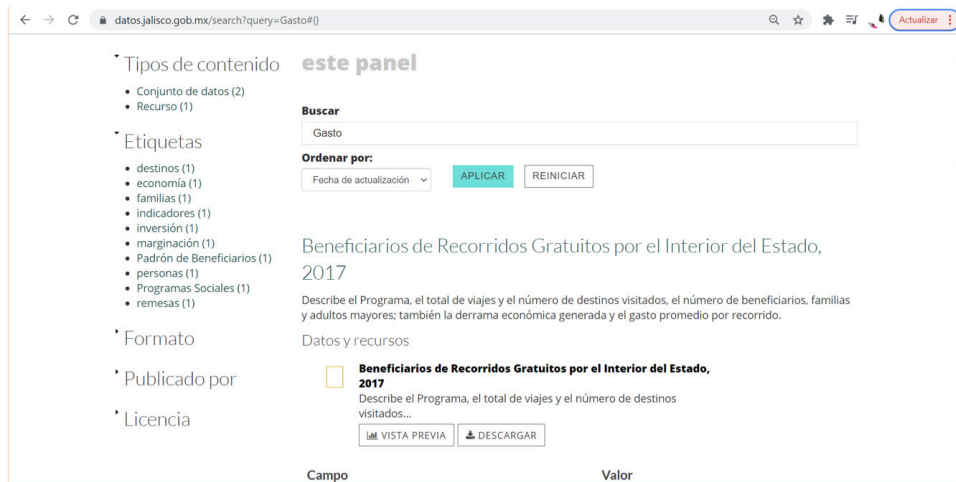 datos.jalisco.gob.mx/search?query=Gasto#{}
Actualizar
Tipos de contenido
Conjunto de datos (2)
Recurso (1)
Etiquetas
destinos (1)
economía (1)
familias (1)
indicadores (1)
inversión (1)
marginación (1)
Padrón de Beneficiarios (1)
personas (1)
Programas Sociales (1)
remesas (1)
Formato
Publicado por
Licencia
este panel
Buscar
Gasto
Ordenar por:
Fecha de actualización
APLICAR
REINICIAR
Beneficiarios de Recorridos Gratuitos por el Interior del Estado,
2017
Describe el Programa, el total de viajes y el número de destinos visitados, el número de beneficiarios, familias
y adultos mayores; también la derrama económica generada y el gasto promedio por recorrido.
Datos y recursos
Beneficiarios de Recorridos Gratuitos por el Interior del Estado,
2017
Describe el Programa, el total de viajes y el número de destinos
visitados...
VISTA PREVIA
DESCARGAR
Campo
Valor